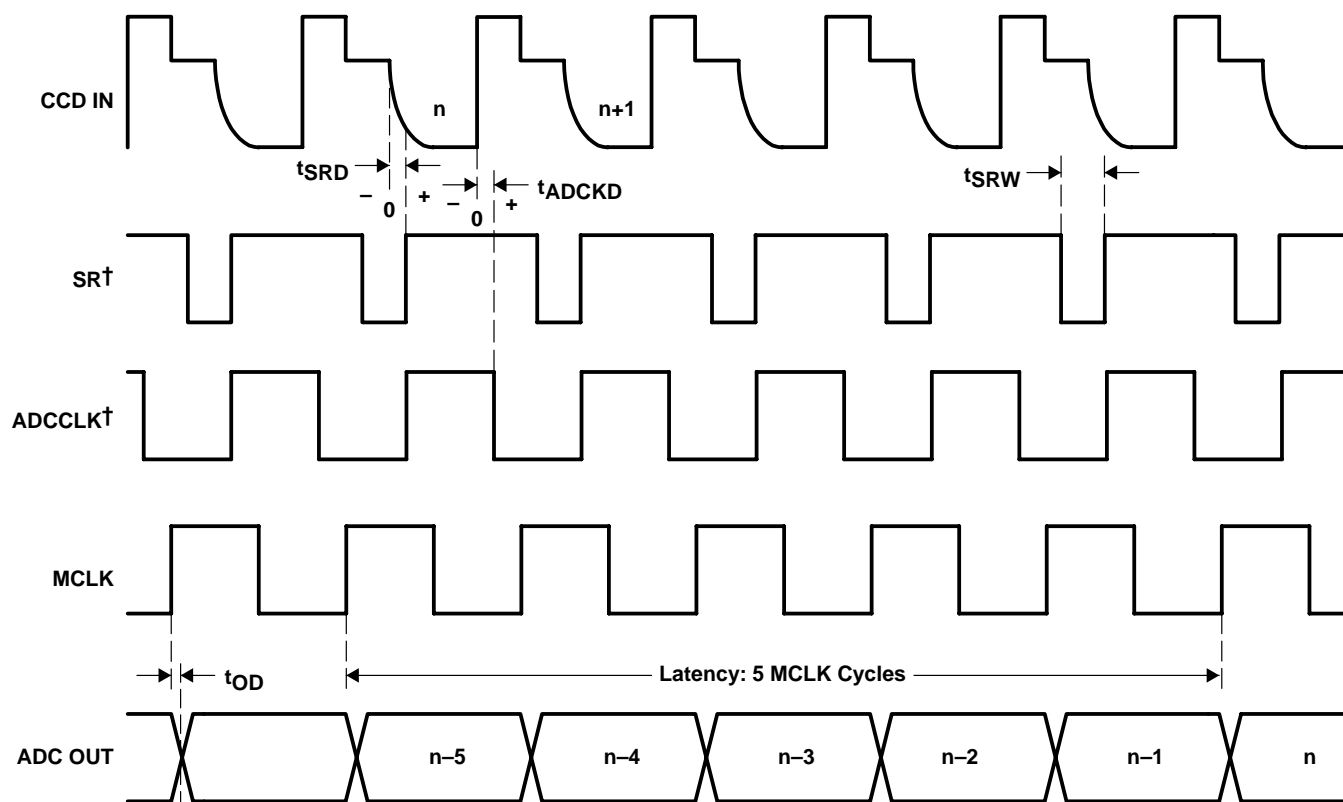 CCD IN
n
n+1
tSRD
– 0 +
– 0 +
tADCKD
tSRW
SR†
ADCCLK†
MCLK
tOD
Latency: 5 MCLK Cycles
ADC OUT
n–5
n–4
n–3
n–2
n–1
n